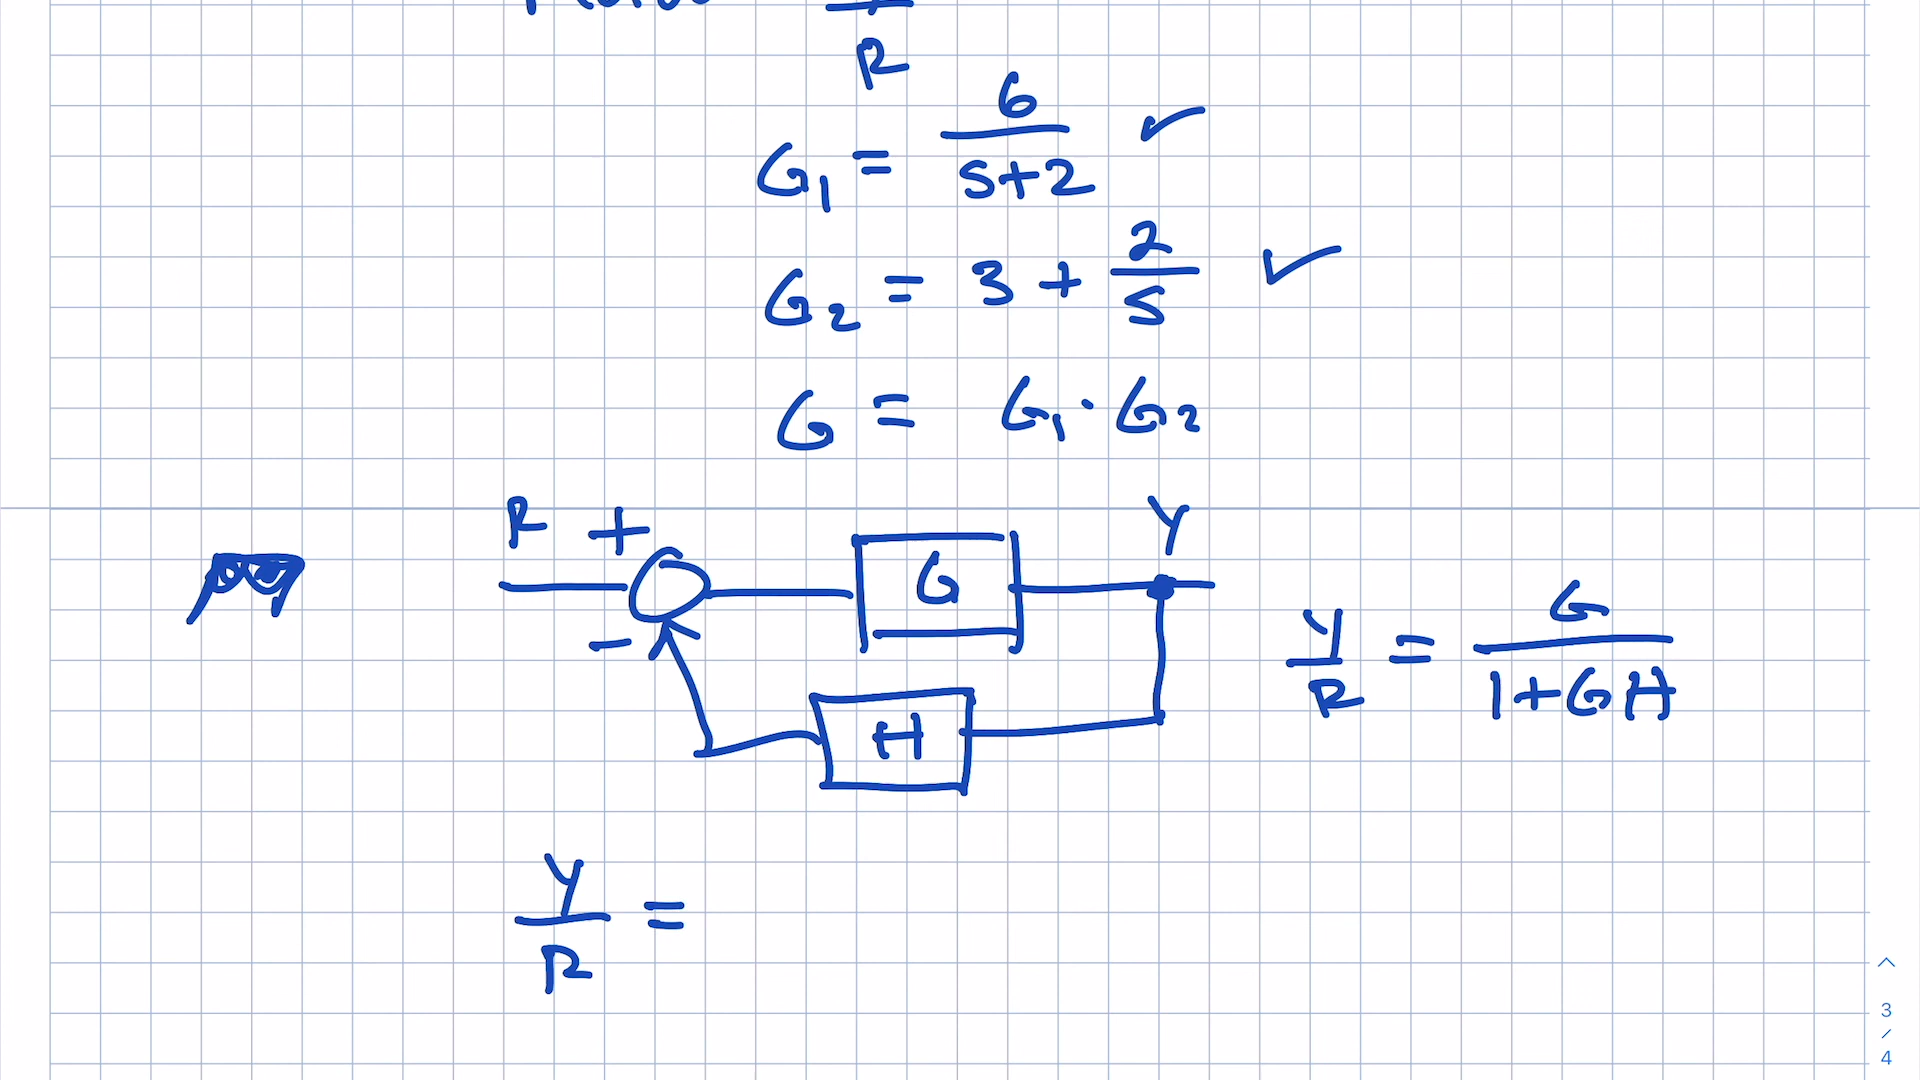 R
G₁ = 6/(s+2) ✓
G₂ = 3 + 2/s ✓
G = G₁ · G₂
R + G Y
− H
Y/R = G/(1+GH)
Y/R =
3
/
4